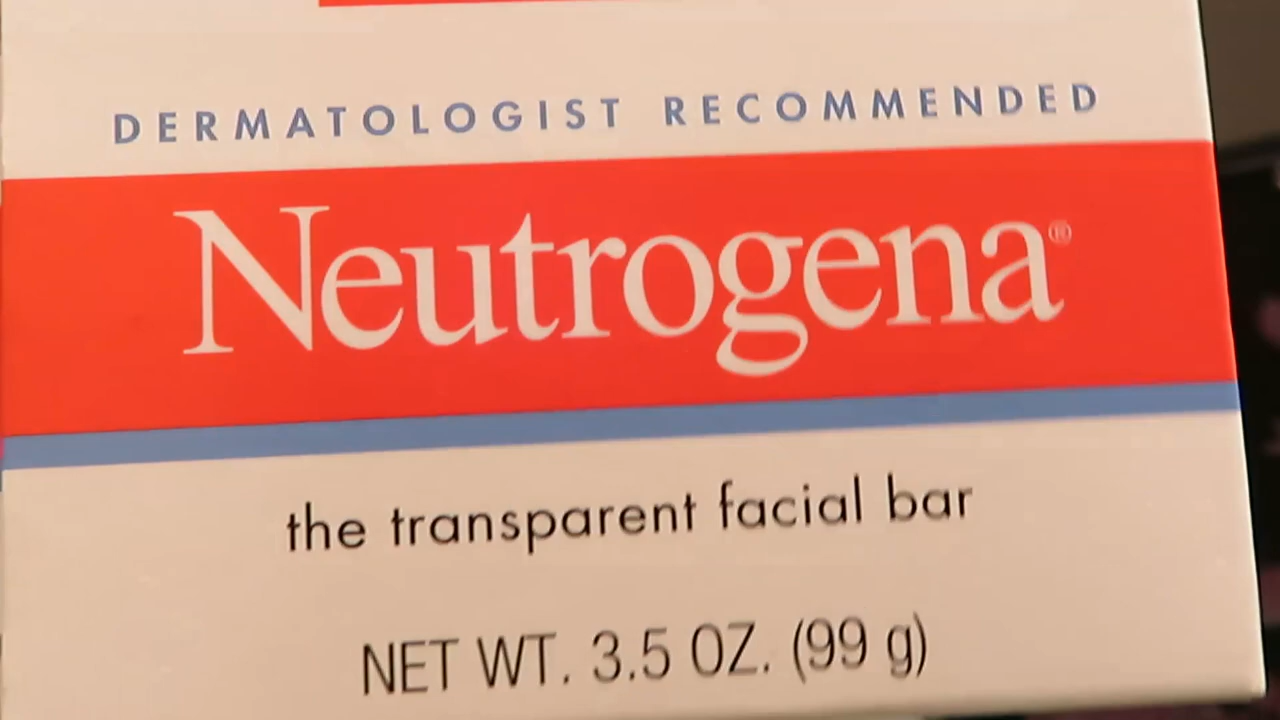 DERMATOLOGIST RECOMMENDED
Neutrogena®
the transparent facial bar
NET WT. 3.5 OZ. (99 g)